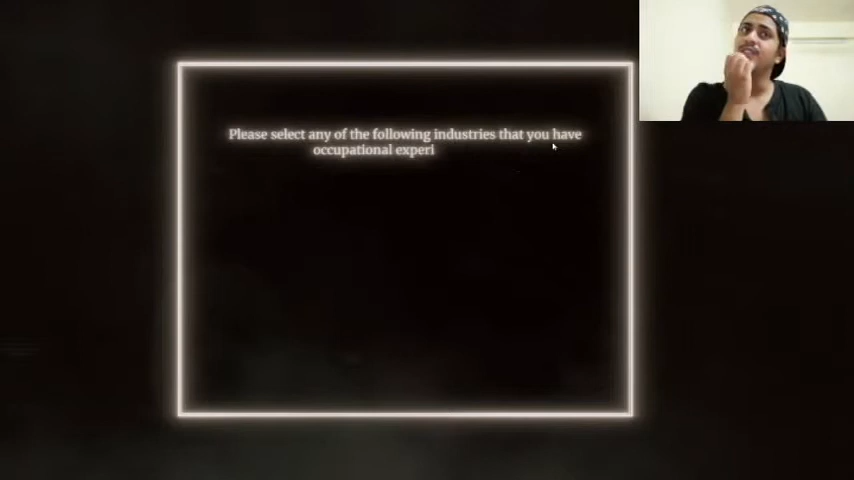 Please select any of the following industries that you have
occupational experi